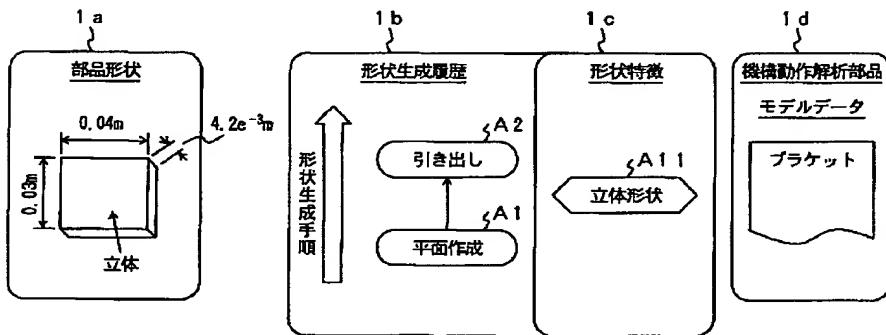 1a
部品形状
0.04m
4.2e⁻³m
0.03m
立体
1b
形状生成履歴
形状生成手順
A2
引き出し
A1
平面作成
1c
形状特徴
A11
立体形状
1d
機構動作解析部品
モデルデータ
ブラケット